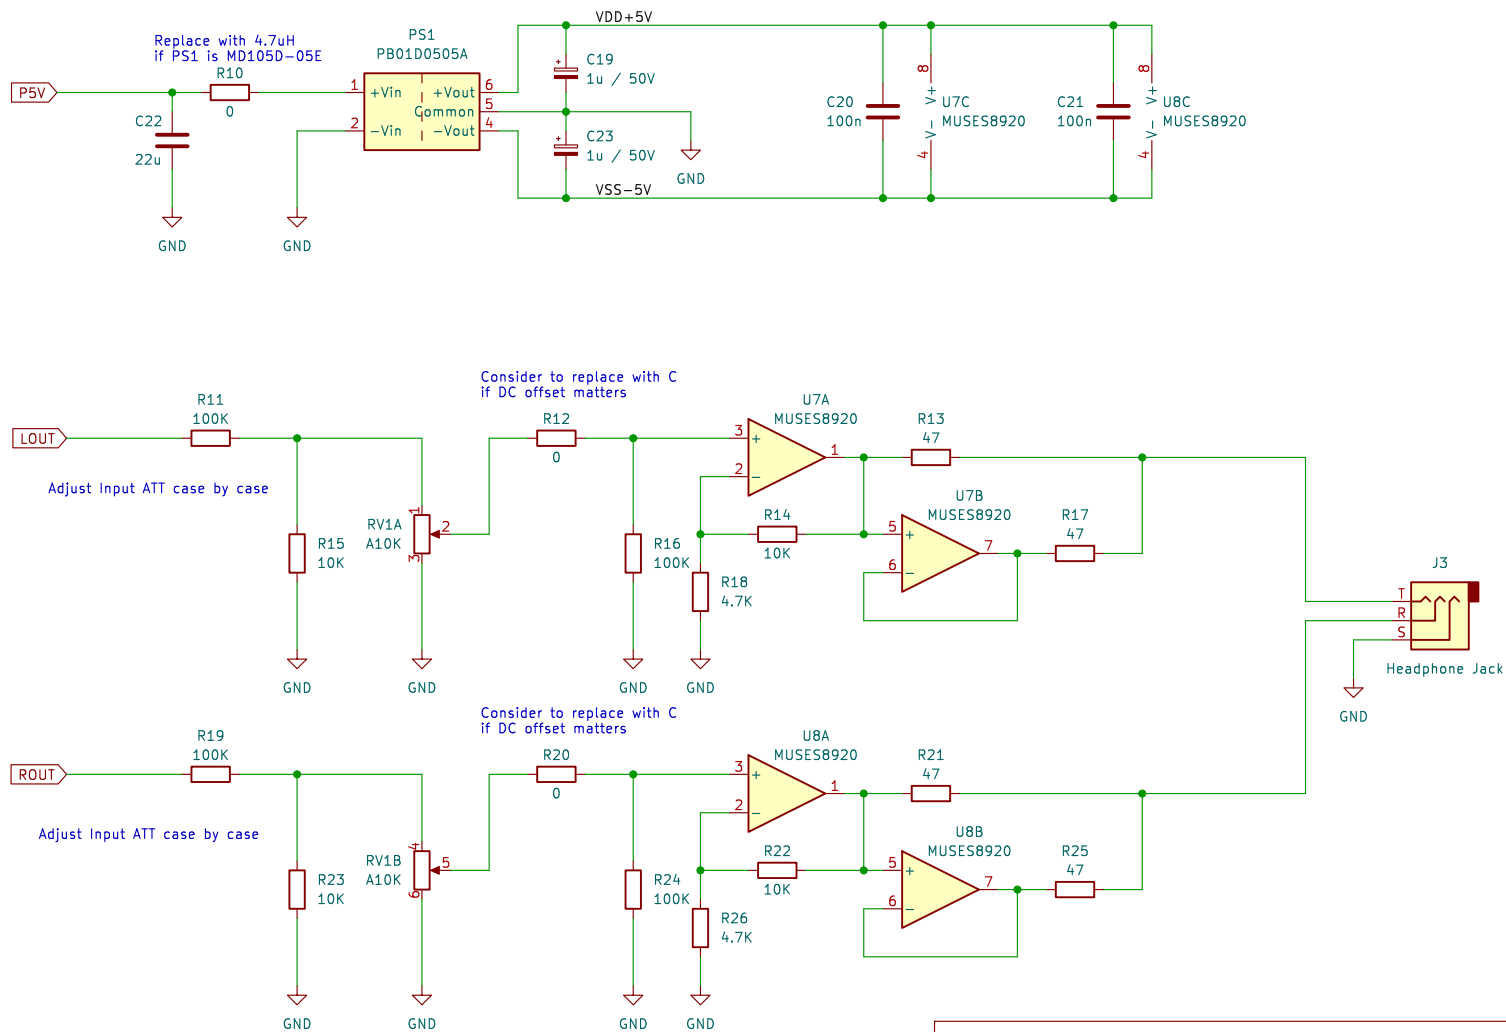 VDD+5V
Replace with 4.7uH
if PS1 is MD105D-05E
PS1
PB01D0505A
R10
0
P5V
C22
22u
GND
GND
1
+Vin
2
-Vin
+Vout
6
Common
5
-Vout
4
C19
1u / 50V
C23
1u / 50V
GND
VSS-5V
C20
100n
8
V+
U7C
MUSES8920
V-
4
C21
100n
8
V+
U8C
MUSES8920
V-
4
Consider to replace with C
if DC offset matters
LOUT
R11
100K
Adjust Input ATT case by case
R15
10K
GND
RV1A
A10K
1
2
3
GND
R12
0
R16
100K
GND
U7A
MUSES8920
3
+
2
-
1
R14
10K
R18
4.7K
GND
R13
47
U7B
MUSES8920
5
+
6
-
7
R17
47
J3
T
R
S
Headphone Jack
GND
Consider to replace with C
if DC offset matters
ROUT
R19
100K
Adjust Input ATT case by case
R23
10K
GND
RV1B
A10K
4
5
6
GND
R20
0
R24
100K
GND
U8A
MUSES8920
3
+
2
-
1
R22
10K
R26
4.7K
GND
R21
47
U8B
MUSES8920
5
+
6
-
7
R25
47